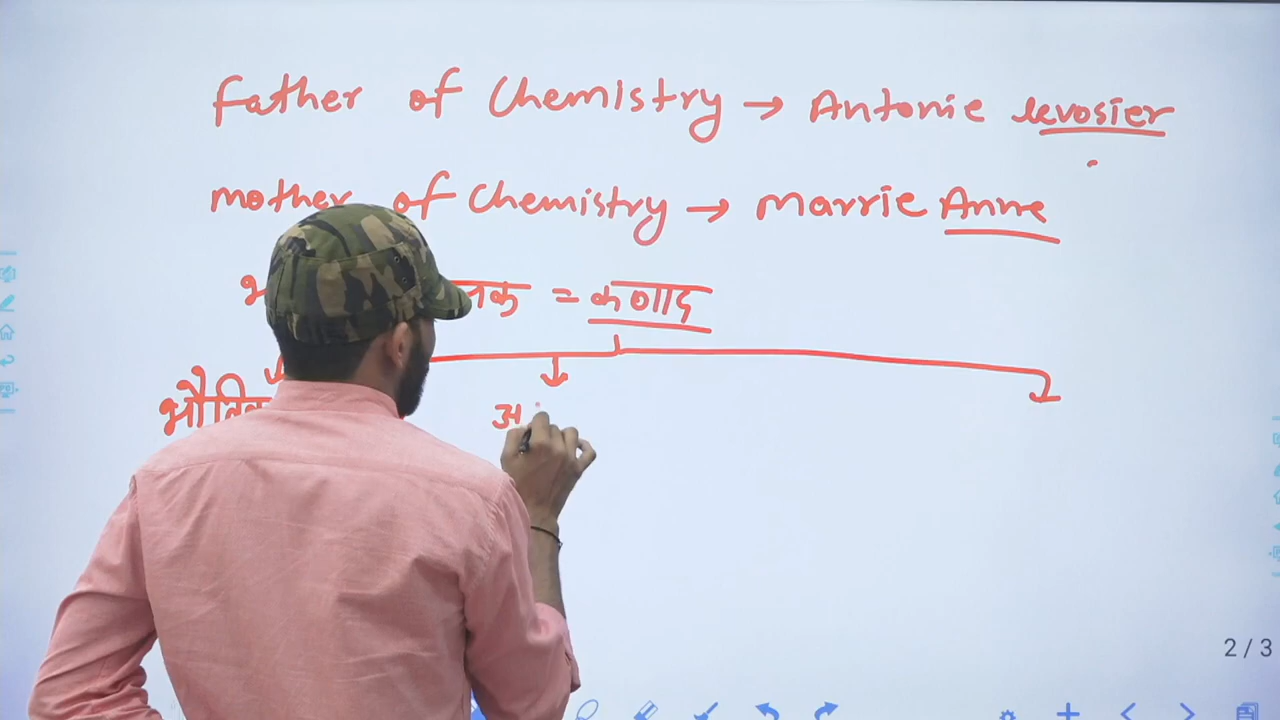 Father of Chemistry → Antonie levosier
mother of Chemistry → Marrie Anne
= कणाद
भौतिक
अ
2 / 3